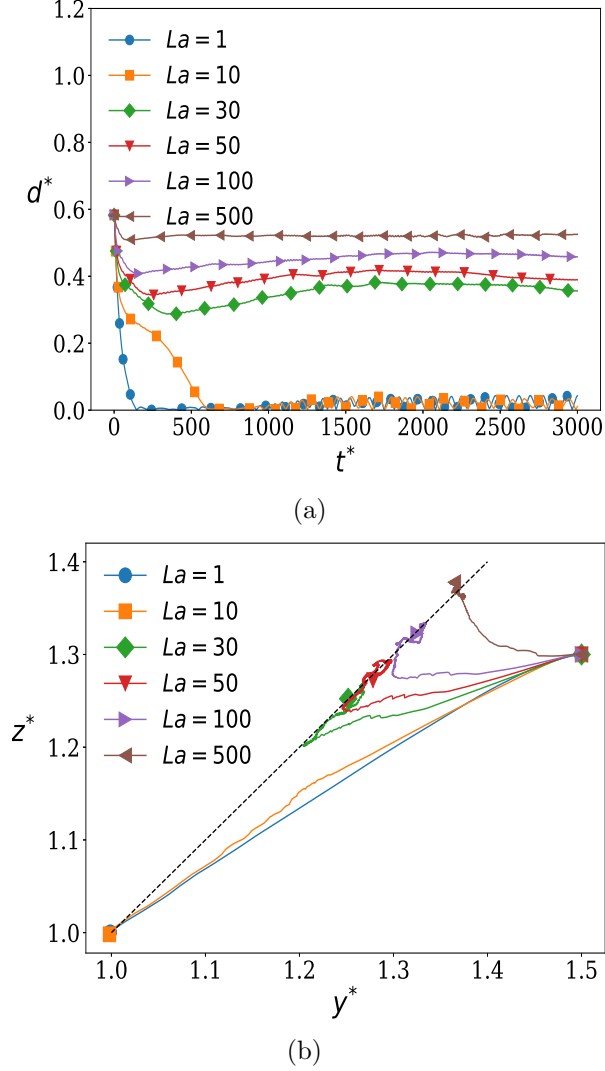 1.2
1.0
0.8
0.6
0.4
0.2
0.0
d*
La = 1
La = 10
La = 30
La = 50
La = 100
La = 500
0 500 1000 1500 2000 2500 3000
t*
(a)
1.4
1.3
1.2
1.1
1.0
z*
La = 1
La = 10
La = 30
La = 50
La = 100
La = 500
1.0 1.1 1.2 1.3 1.4 1.5
y*
(b)